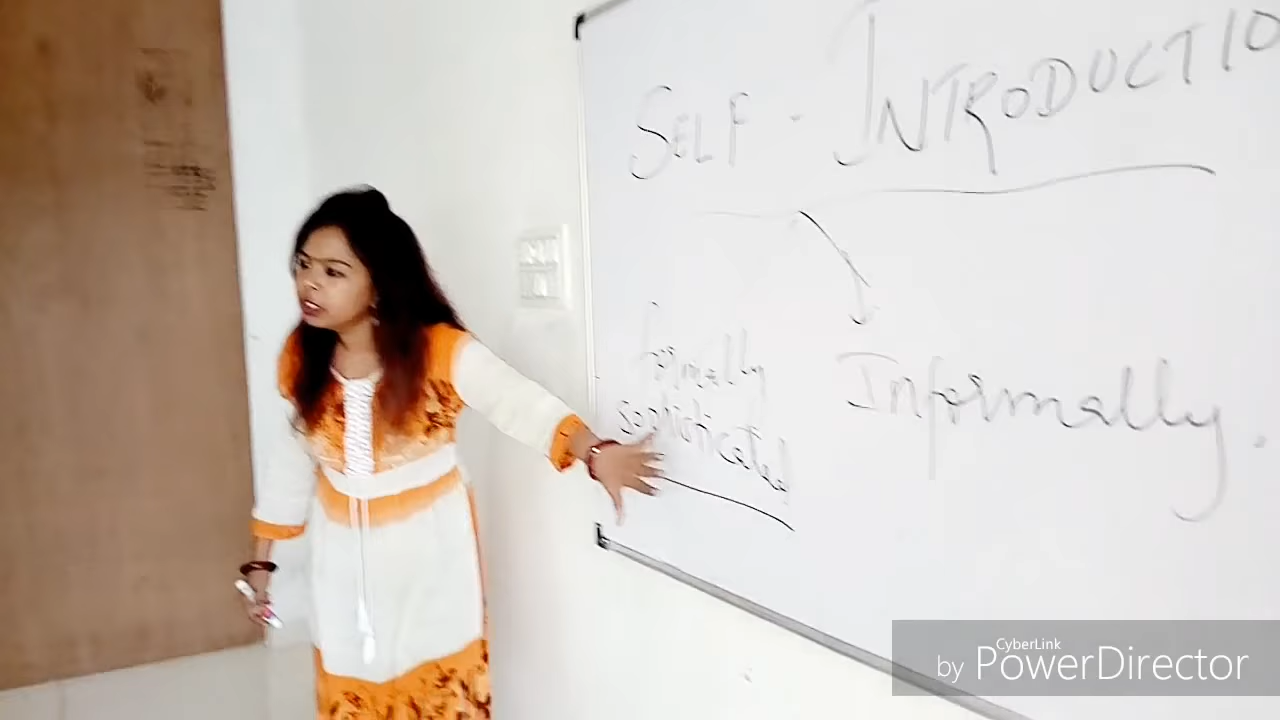 SELF - INTRODUCTIO
formally
sophisticated
Informally.
CyberLink
by PowerDirector